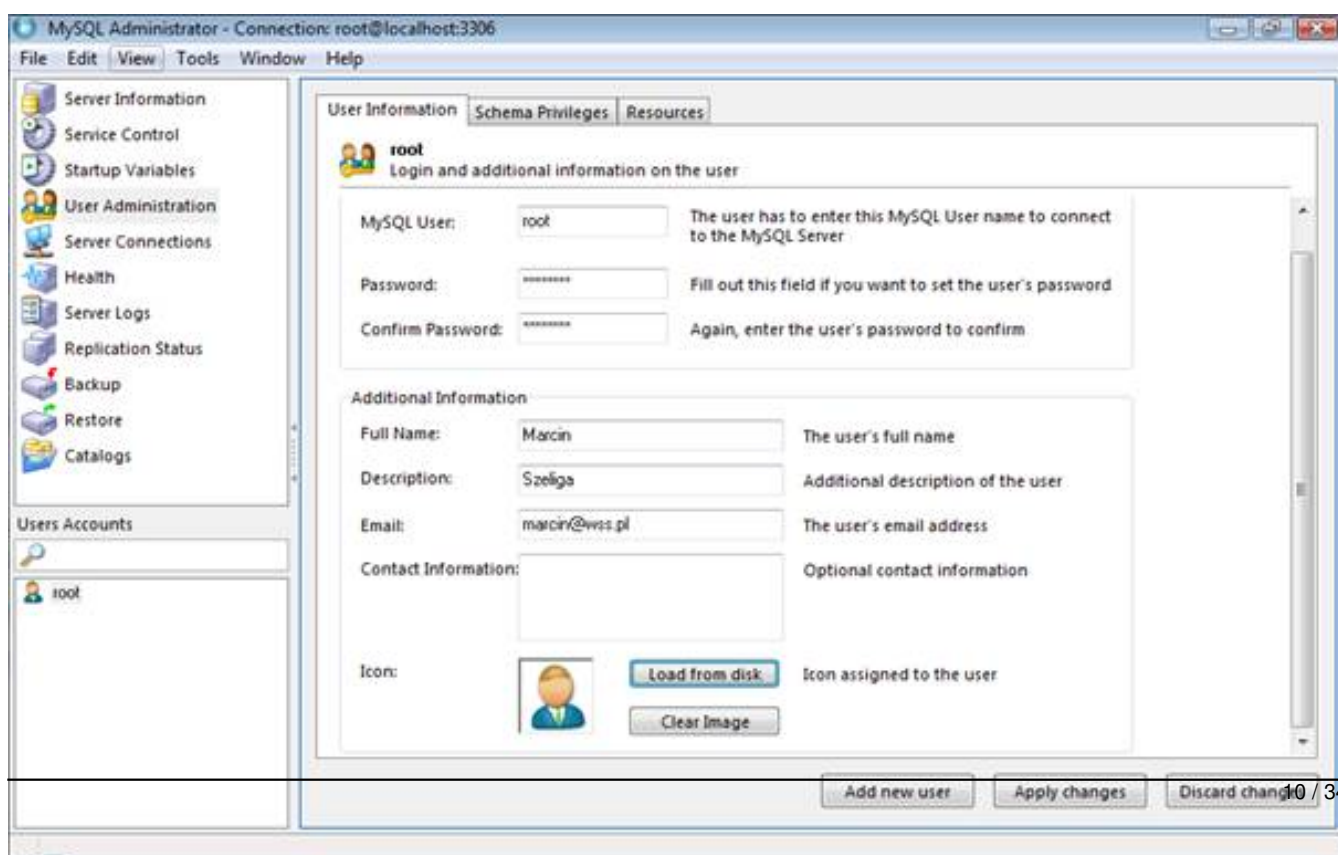 MySQL Administrator - Connection: root@localhost:3306
File Edit View Tools Window Help
Server Information
Service Control
Startup Variables
User Administration
Server Connections
Health
Server Logs
Replication Status
Backup
Restore
Catalogs
Users Accounts
root
User Information Schema Privileges Resources
root
Login and additional information on the user
MySQL User: root The user has to enter this MySQL User name to connect
to the MySQL Server
Password: ******** Fill out this field if you want to set the user's password
Confirm Password: ******** Again, enter the user's password to confirm
Additional Information
Full Name: Marcin The user's full name
Description: Szeliga Additional description of the user
Email: marcin@wss.pl The user's email address
Contact Information: Optional contact information
Icon: Load from disk Icon assigned to the user
Clear Image
Add new user Apply changes Discard change
10 / 34